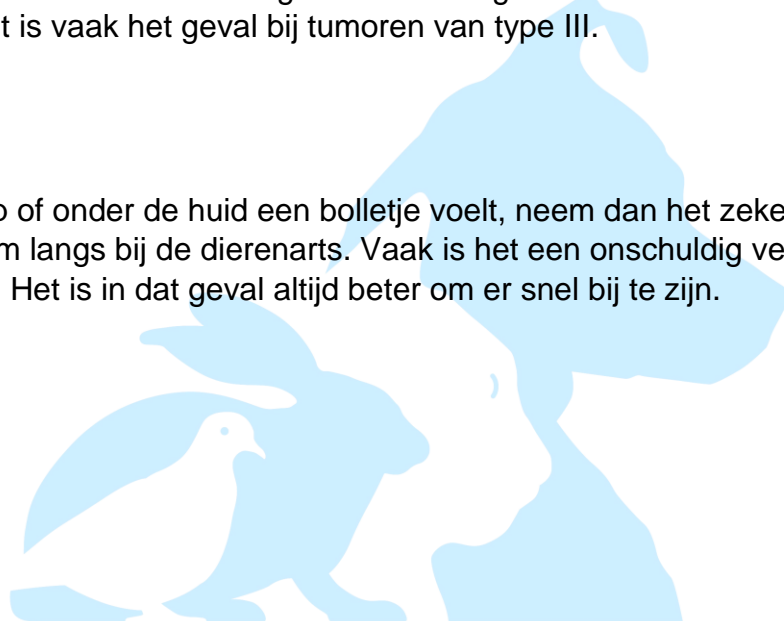 t is vaak het geval bij tumoren van type III.
of onder de huid een bolletje voelt, neem dan het zeke
m langs bij de dierenarts. Vaak is het een onschuldig ve
Het is in dat geval altijd beter om er snel bij te zijn.